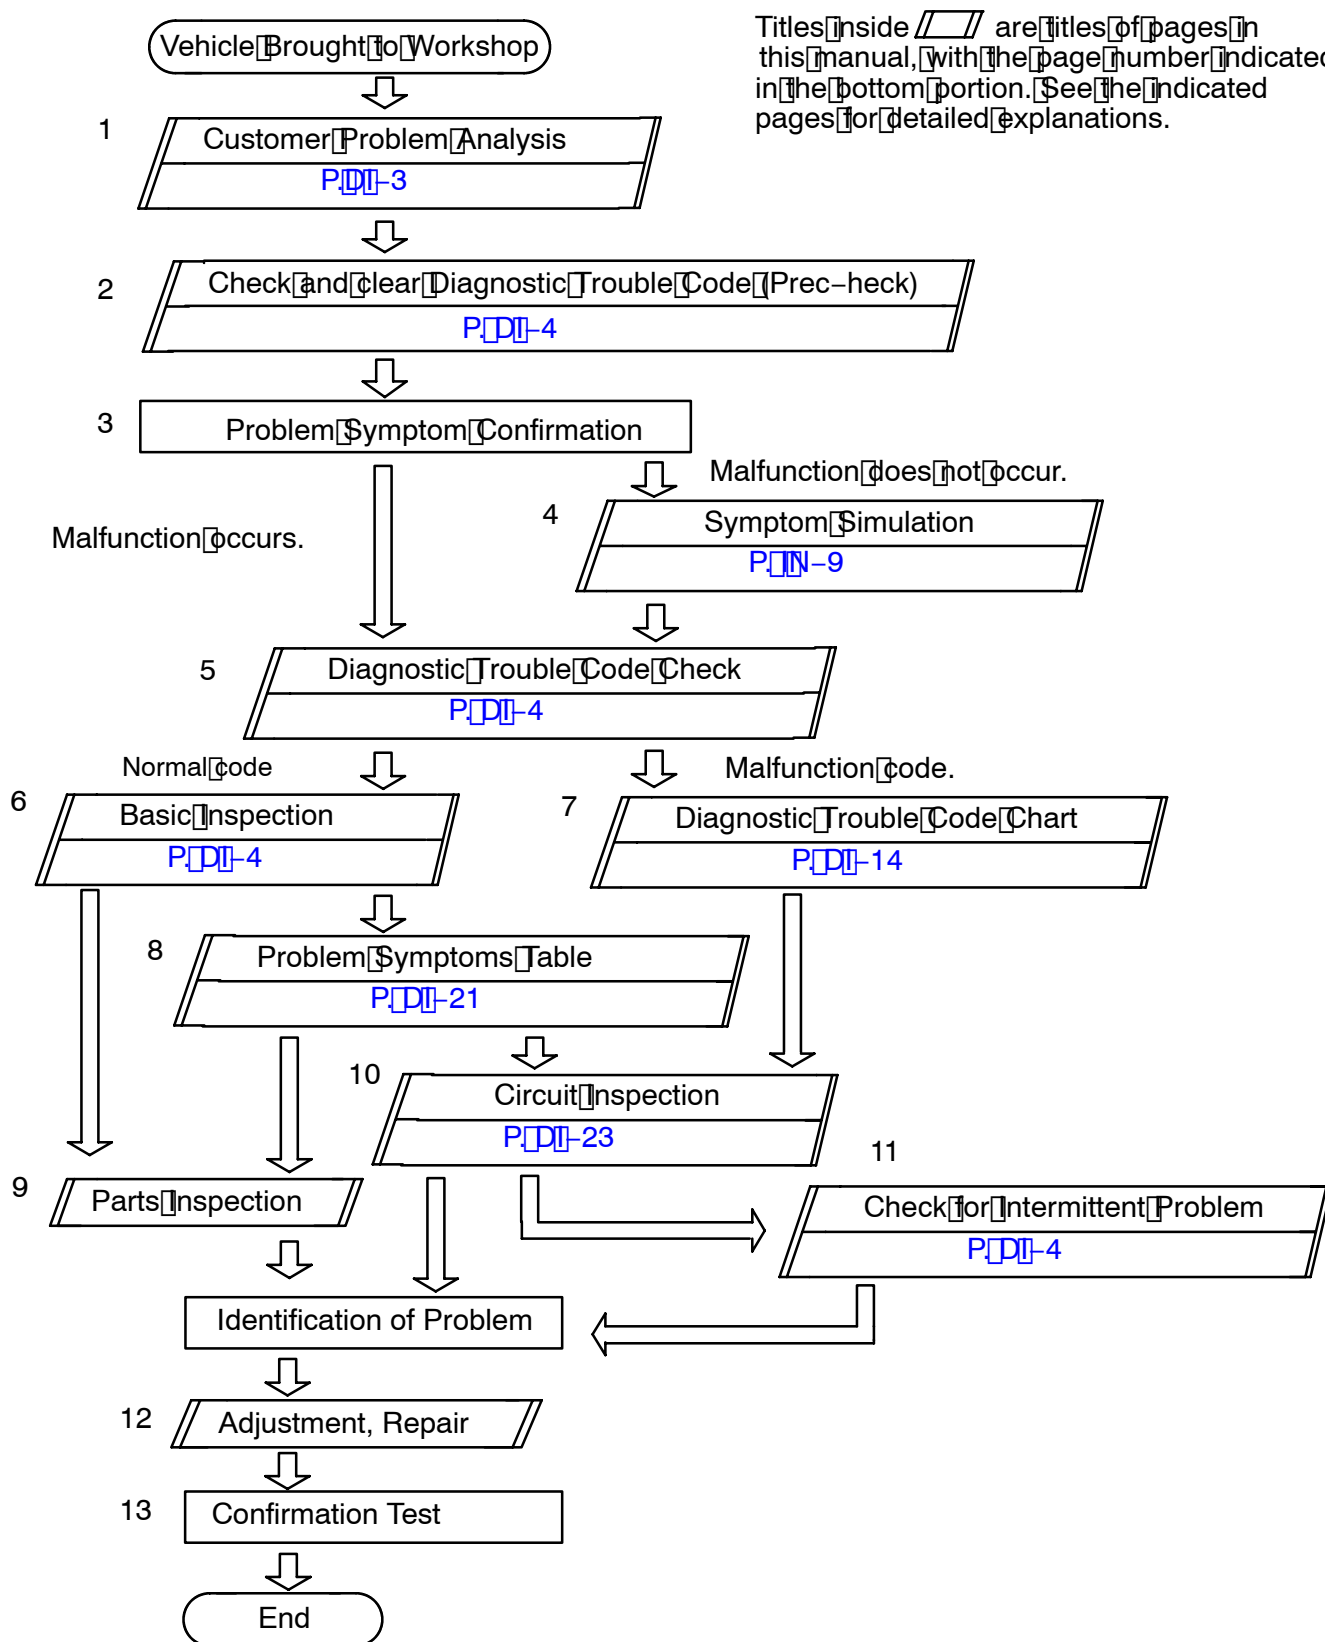 Vehicle Brought to Workshop
Titles inside are titles of pages in
this manual, with the page number indicated
in the bottom portion. See the indicated
pages for detailed explanations.
1
Customer Problem Analysis
P. DI–3
2
Check and clear Diagnostic Trouble Code (Prec–heck)
P. DI–4
3
Problem Symptom Confirmation
Malfunction does not occur.
Malfunction occurs.
4
Symptom Simulation
P. IN–9
5
Diagnostic Trouble Code Check
P. DI–4
Normal code
Malfunction code.
6
Basic Inspection
P. DI–4
7
Diagnostic Trouble Code Chart
P. DI–14
8
Problem Symptoms Table
P. DI–21
10
Circuit Inspection
P. DI–23
11
9
Parts Inspection
Check for Intermittent Problem
P. DI–4
Identification of Problem
12
Adjustment, Repair
13
Confirmation Test
End